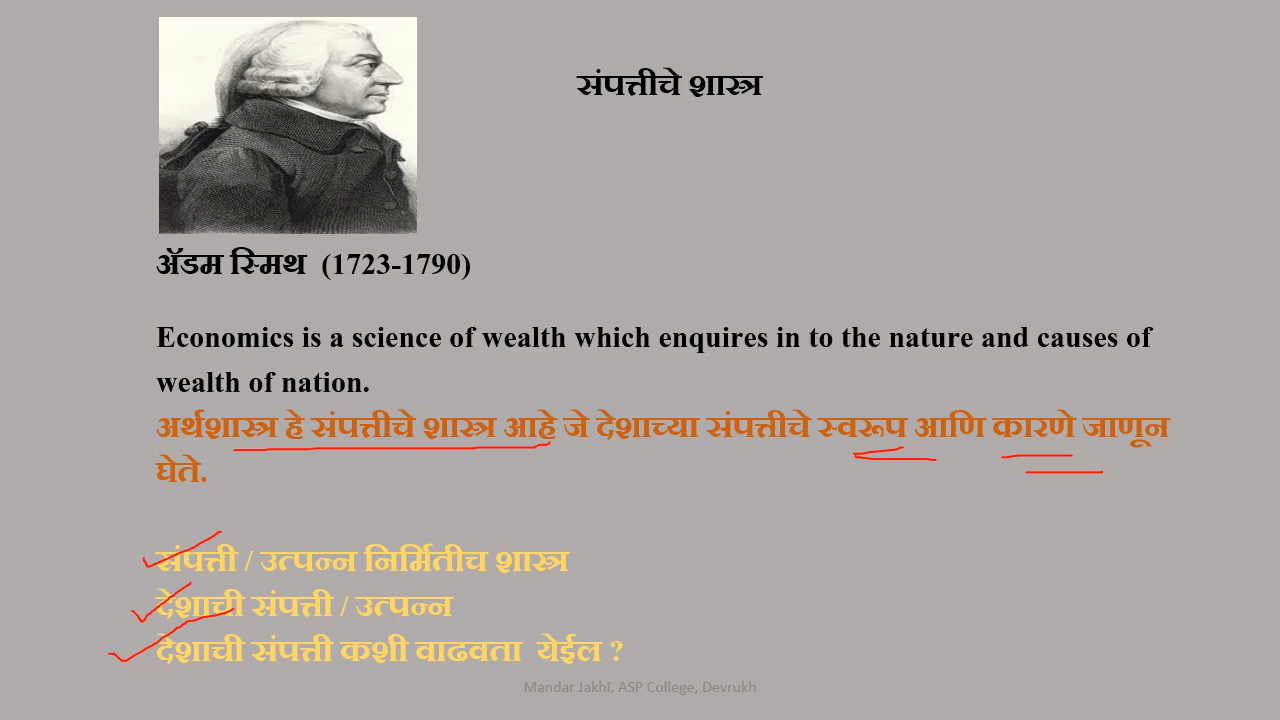 संपत्तीचे शास्त्र
ॲडम स्मिथ (1723-1790)
Economics is a science of wealth which enquires in to the nature and causes of
wealth of nation.
अर्थशास्त्र हे संपत्तीचे शास्त्र आहे जे देशाच्या संपत्तीचे स्वरूप आणि कारणे जाणून
घेते.
संपत्ती / उत्पन्न निर्मितीच शास्त्र
देशाची संपत्ती / उत्पन्न
देशाची संपत्ती कशी वाढवता येईल ?
Mandar Jakhi, ASP College, Devrukh